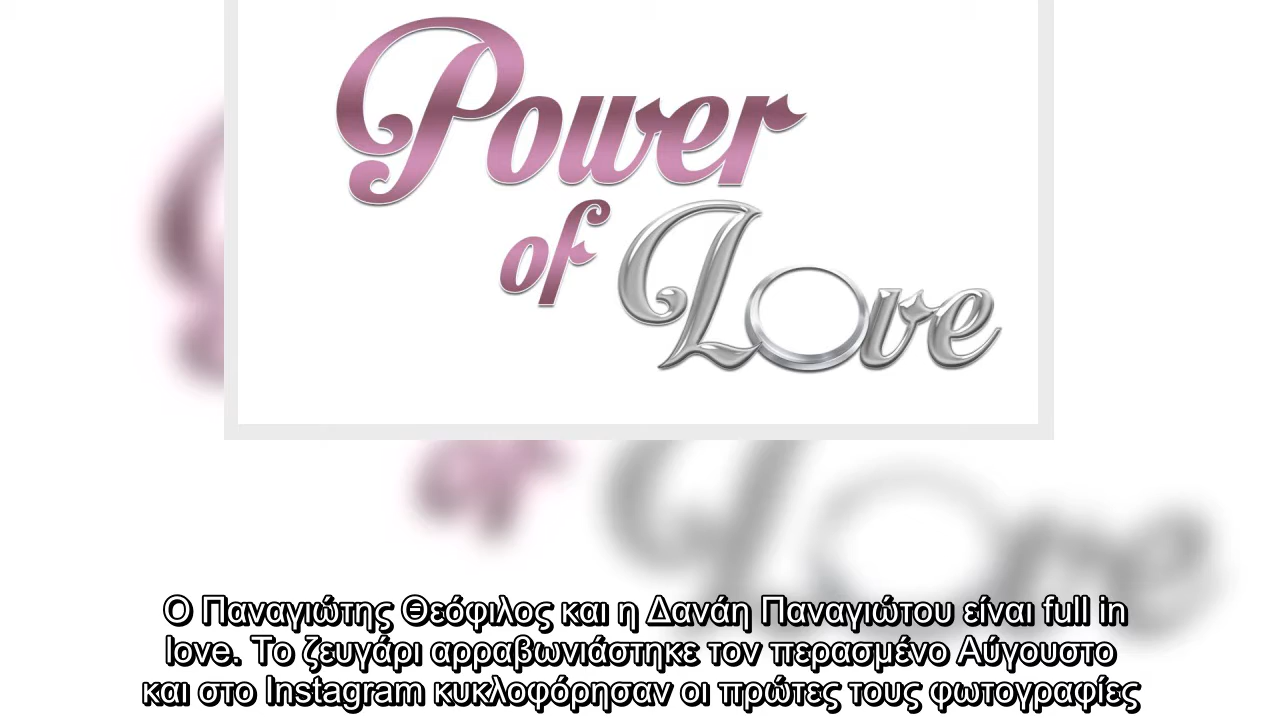 Power
of Love
Ο Παναγιώτης Θεόφιλος και η Δανάη Παναγιώτου είναι full in
love. Το ζευγάρι αρραβωνιάστηκε τον περασμένο Αύγουστο
και στο Instagram κυκλοφόρησαν οι πρώτες τους φωτογραφίες